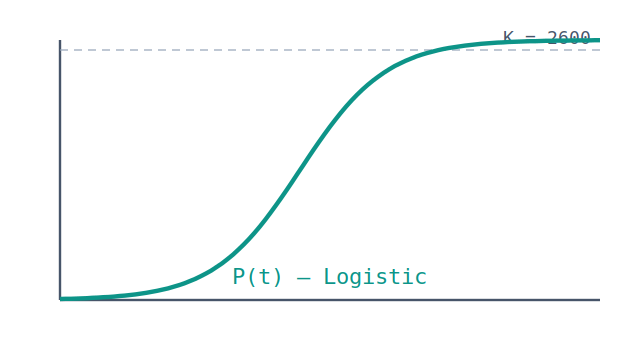 K = 2600
P(t) — Logistic